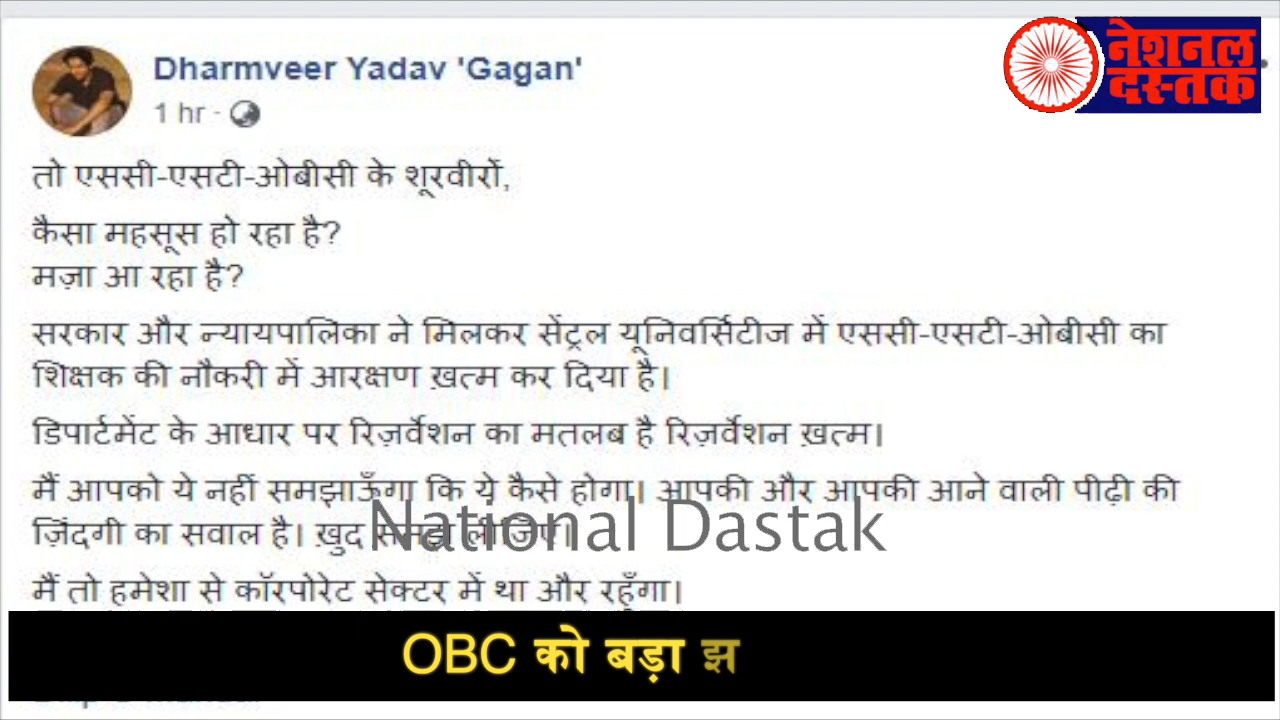 Dharmveer Yadav 'Gagan'
1 hr ·
नेशनल
दस्तक
तो एससी-एसटी-ओबीसी के शूरवीरों,
कैसा महसूस हो रहा है?
मज़ा आ रहा है?
सरकार और न्यायपालिका ने मिलकर सेंट्रल यूनिवर्सिटीज में एससी-एसटी-ओबीसी का
शिक्षक की नौकरी में आरक्षण ख़त्म कर दिया है।
डिपार्टमेंट के आधार पर रिज़र्वेशन का मतलब है रिज़र्वेशन ख़त्म।
मैं आपको ये नहीं समझाऊँगा कि ये कैसे होगा। आपकी और आपकी आने वाली पीढ़ी की
National Dastak
ज़िंदगी का सवाल है। ख़ुद समझ लीजिए।
मैं तो हमेशा से कॉरपोरेट सेक्टर में था और रहूँगा।
OBC को बड़ा झ